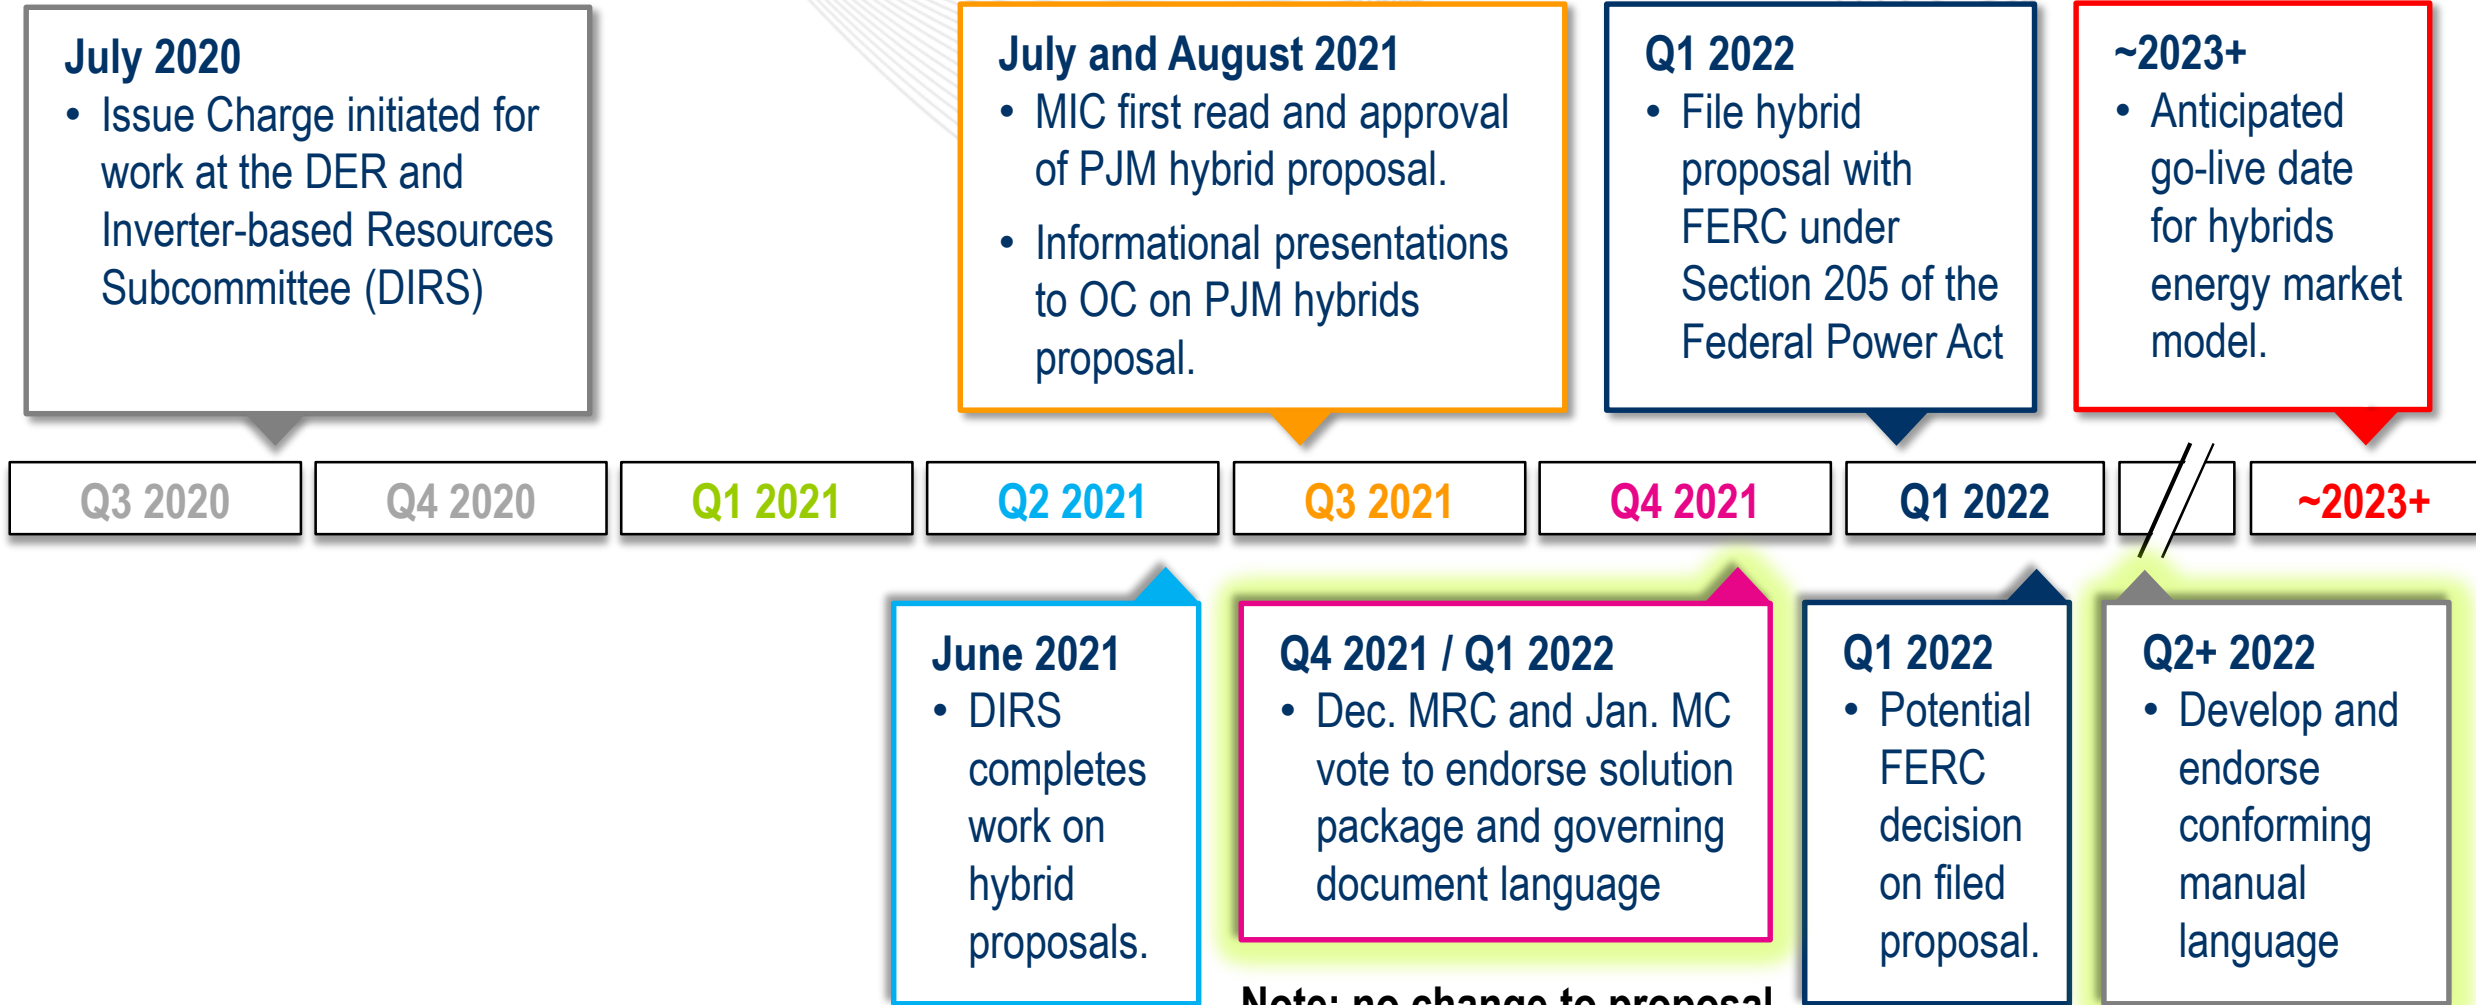 July 2020
• Issue Charge initiated for
work at the DER and
Inverter-based Resources
Subcommittee (DIRS)
July and August 2021
• MIC first read and approval
of PJM hybrid proposal.
• Informational presentations
to OC on PJM hybrids
proposal.
Q1 2022
• File hybrid
proposal with
FERC under
Section 205 of the
Federal Power Act
~2023+
• Anticipated
go-live date
for hybrids
energy market
model.
Q3 2020
Q4 2020
Q1 2021
Q2 2021
Q3 2021
Q4 2021
Q1 2022
~2023+
June 2021
• DIRS
completes
work on
hybrid
proposals.
Q4 2021 / Q1 2022
• Dec. MRC and Jan. MC
vote to endorse solution
package and governing
document language
Note: no change to proposal
Q1 2022
• Potential
FERC
decision
on filed
proposal.
Q2+ 2022
• Develop and
endorse
conforming
manual
language